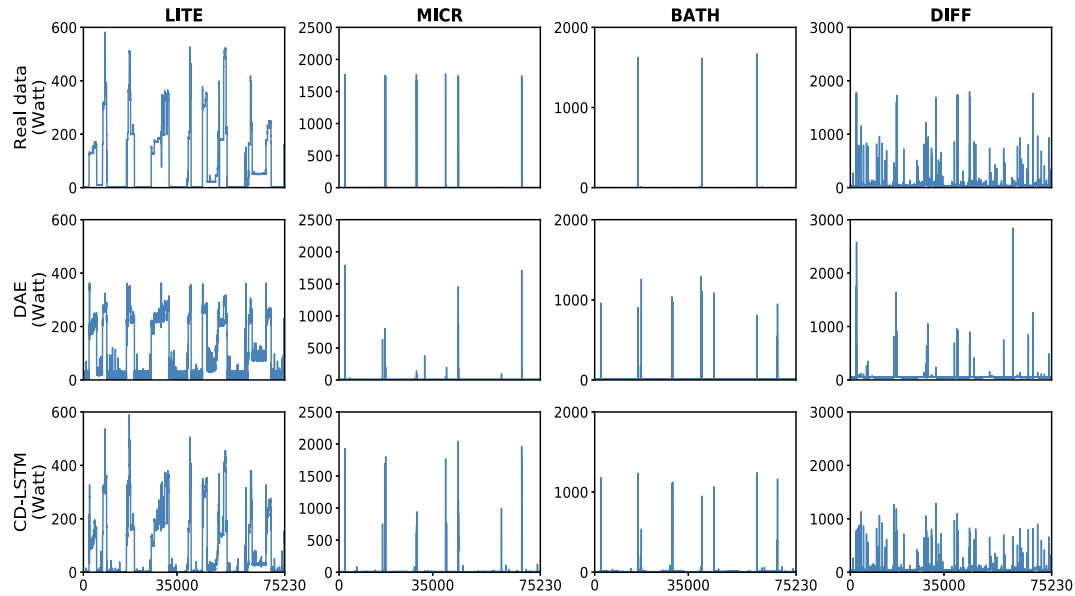 LITE MICR BATH DIFF
Real data
(Watt)
600 400 200 0
2500 2000 1500 1000 500 0
2000 1000 0
3000 2000 1000 0
DAE
(Watt)
600 400 200 0
2500 2000 1500 1000 500 0
2000 1000 0
3000 2000 1000 0
CD-LSTM
(Watt)
600 400 200 0
2500 2000 1500 1000 500 0
2000 1000 0
3000 2000 1000 0
0 35000 75230 0 35000 75230 0 35000 75230 0 35000 75230